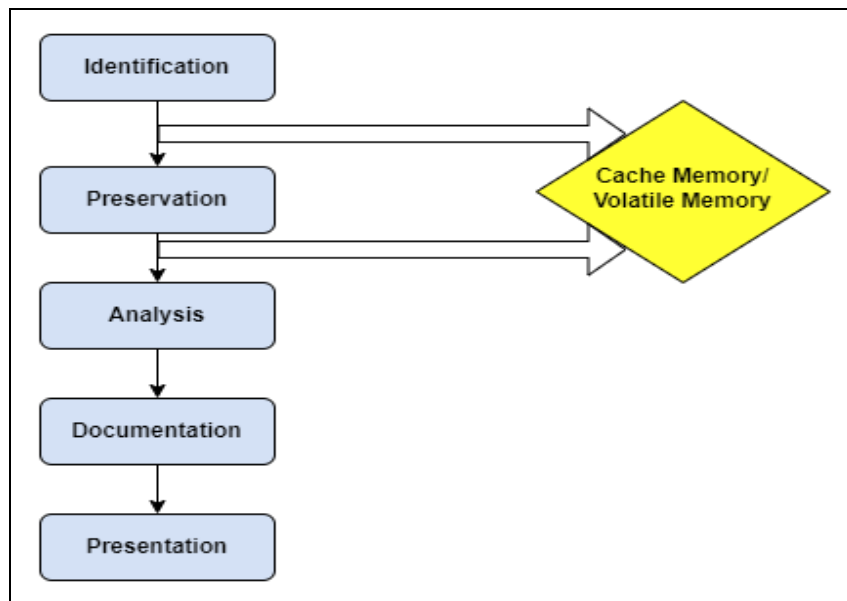 Identification
Cache Memory/
Volatile Memory
Preservation
Analysis
Documentation
Presentation